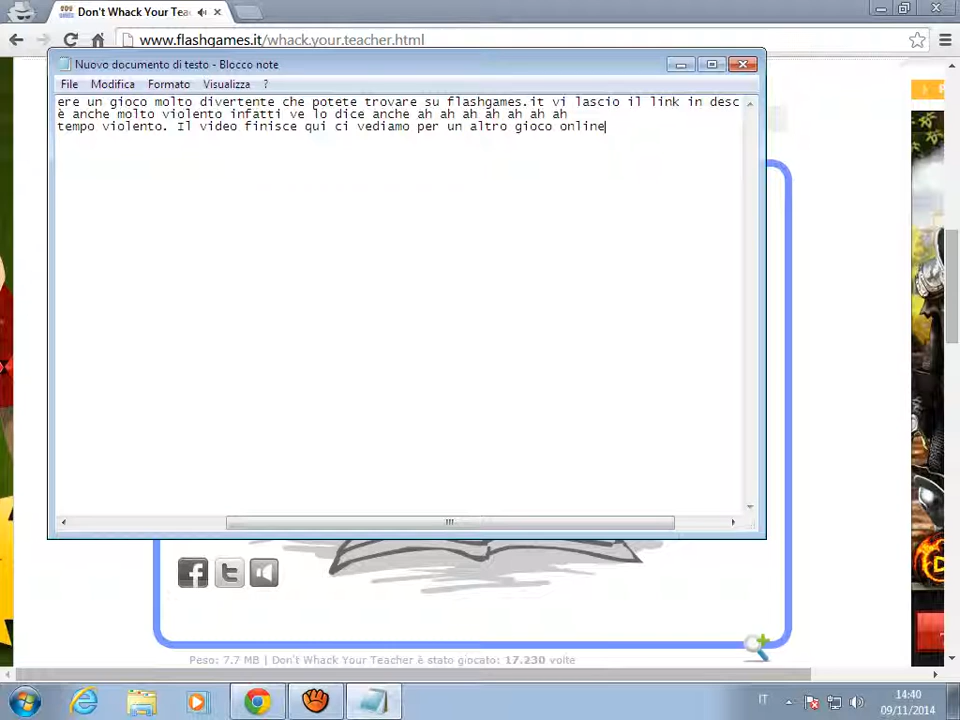 Don't Whack Your Tea
www.flashgames.it/whack.your.teacher.html
Nuovo documento di testo - Blocco note
File Modifica Formato Visualizza ?
ere un gioco molto divertente che potete trovare su flashgames.it vi lascio il link in desc
è anche molto violento infatti ve lo dice anche ah ah ah ah ah ah ah
tempo violento. Il video finisce qui ci vediamo per un altro gioco online
Peso: 7.7 MB | Don't Whack Your Teacher è stato giocato: 17.230 volte
IT
14:40
09/11/2014